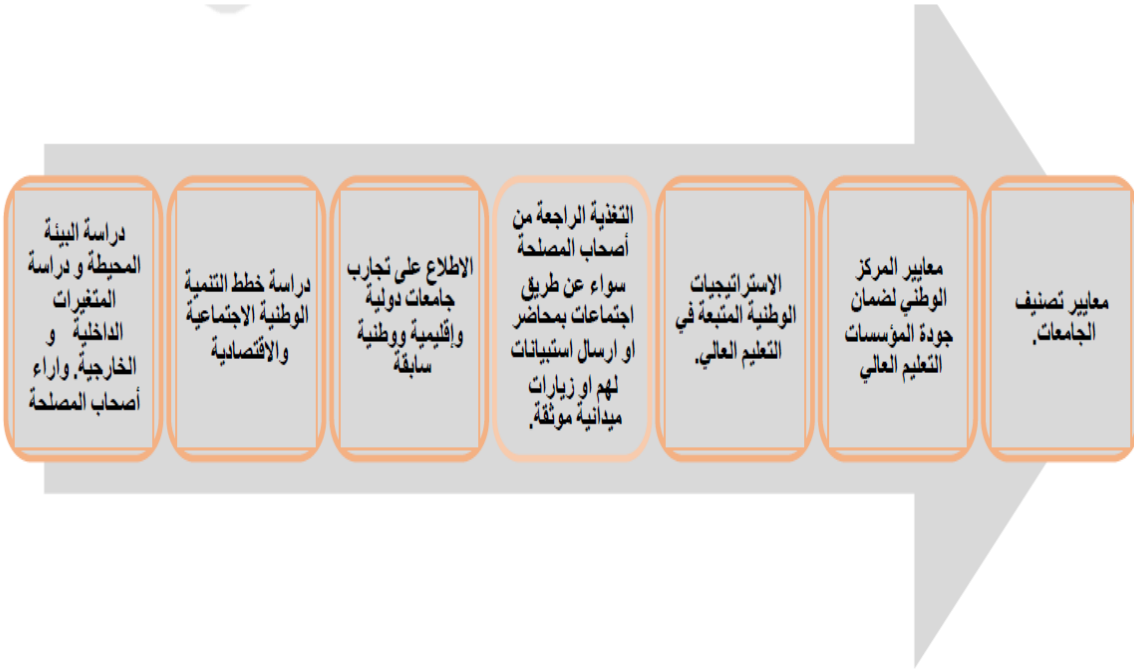 دراسة البيئة
المحيطة و دراسة
المتغيرات
الداخلية و
الخارجية. واراء
أصحاب المصلحة
دراسة خطط التنمية
الوطنية الاجتماعية
والاقتصادية
الاطلاع على تجارب
جامعات دولية
وإقليمية ووطنية
سابقة
التغذية الراجعة من
أصحاب المصلحة
سواء عن طريق
اجتماعات بمحاضر
او ارسال استبيانات
لهم او زيارات
ميدانية موثقة.
الاستراتيجيات
الوطنية المتبعة في
التعليم العالي.
معايير المركز
الوطني لضمان
جودة المؤسسات
التعليم العالي
معايير تصنيف
الجامعات.